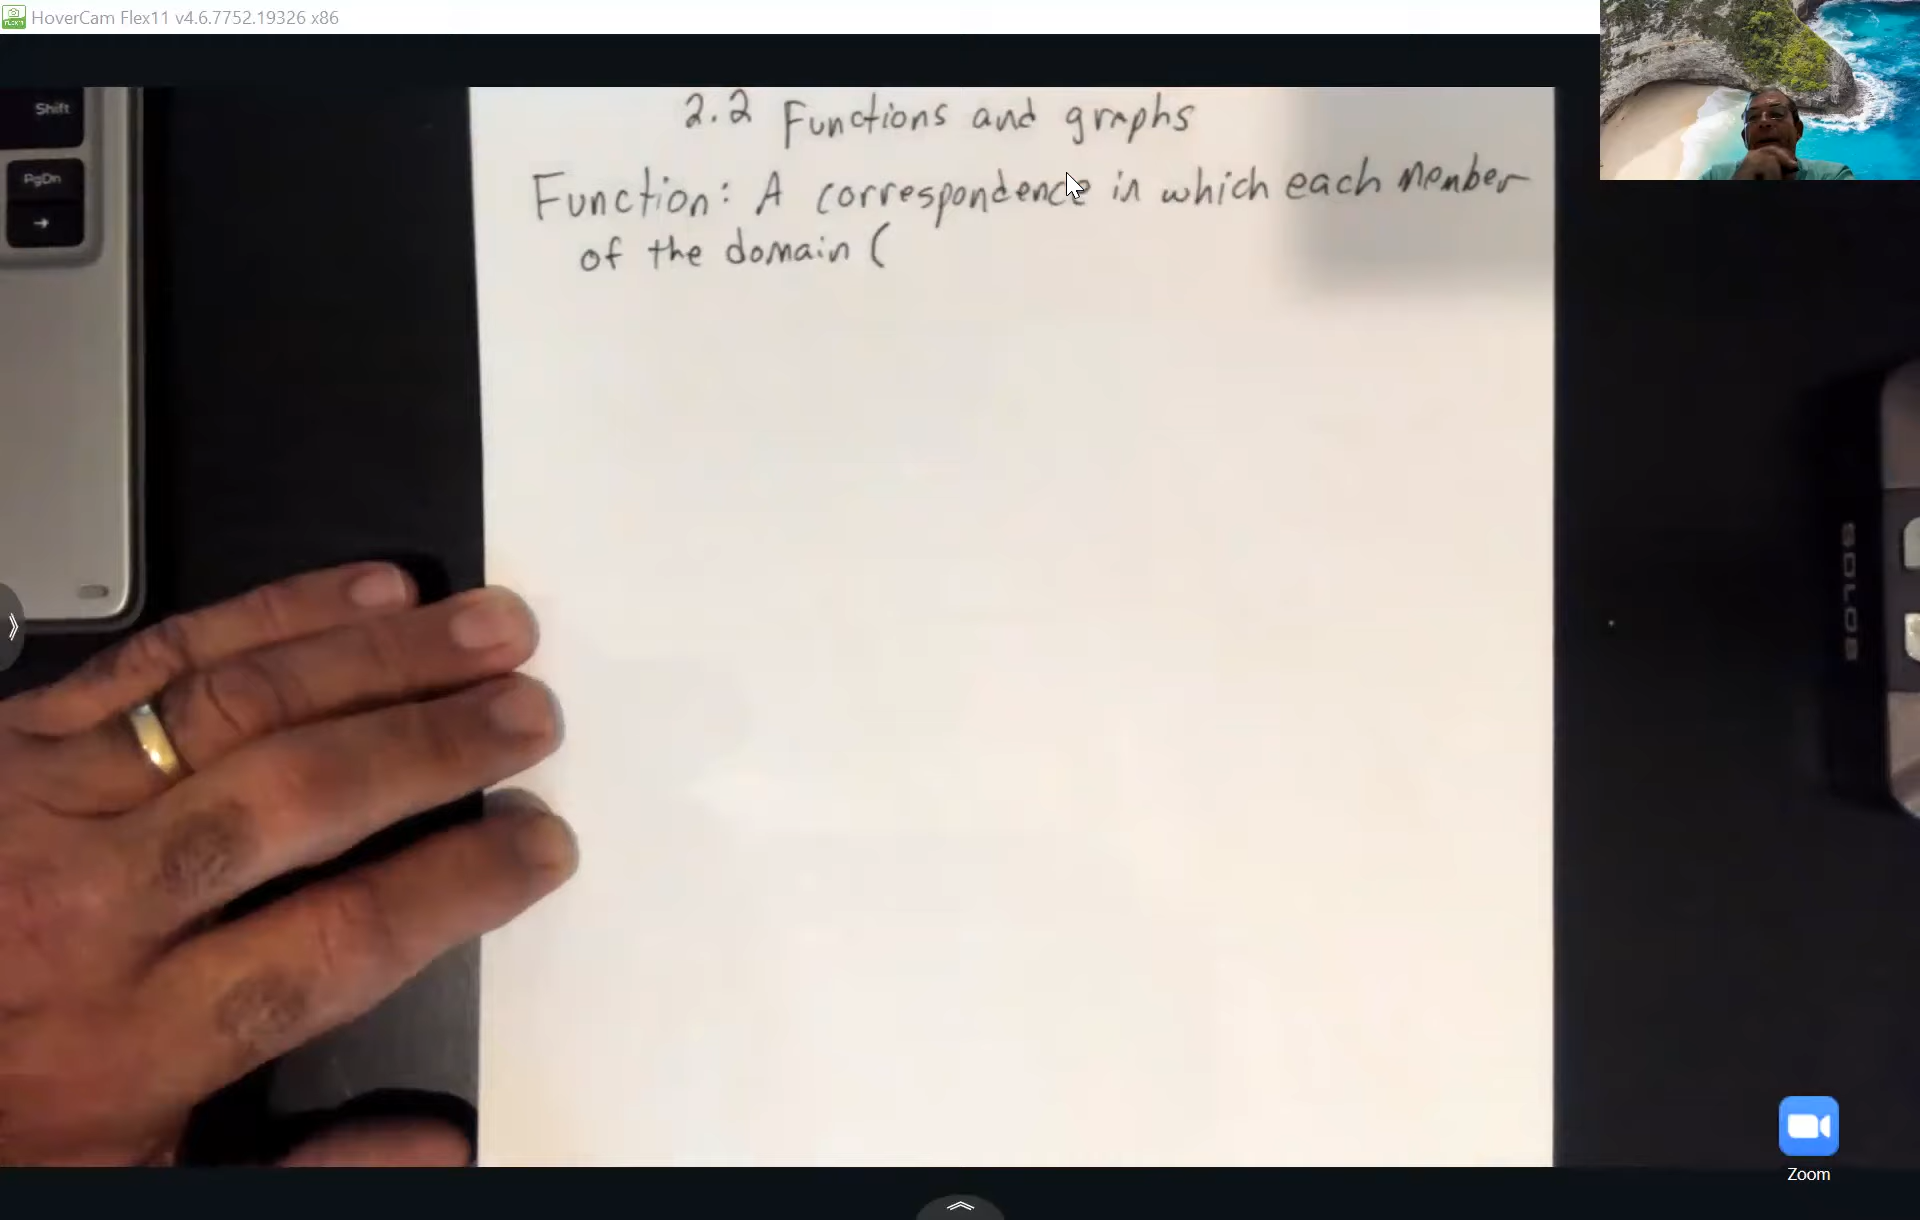 HoverCam Flex11 v4.6.7752.19326 x86
Shift
PgDn
2.2 Functions and graphs
Function: A correspondence in which each member
of the domain (
SOLOS
Zoom